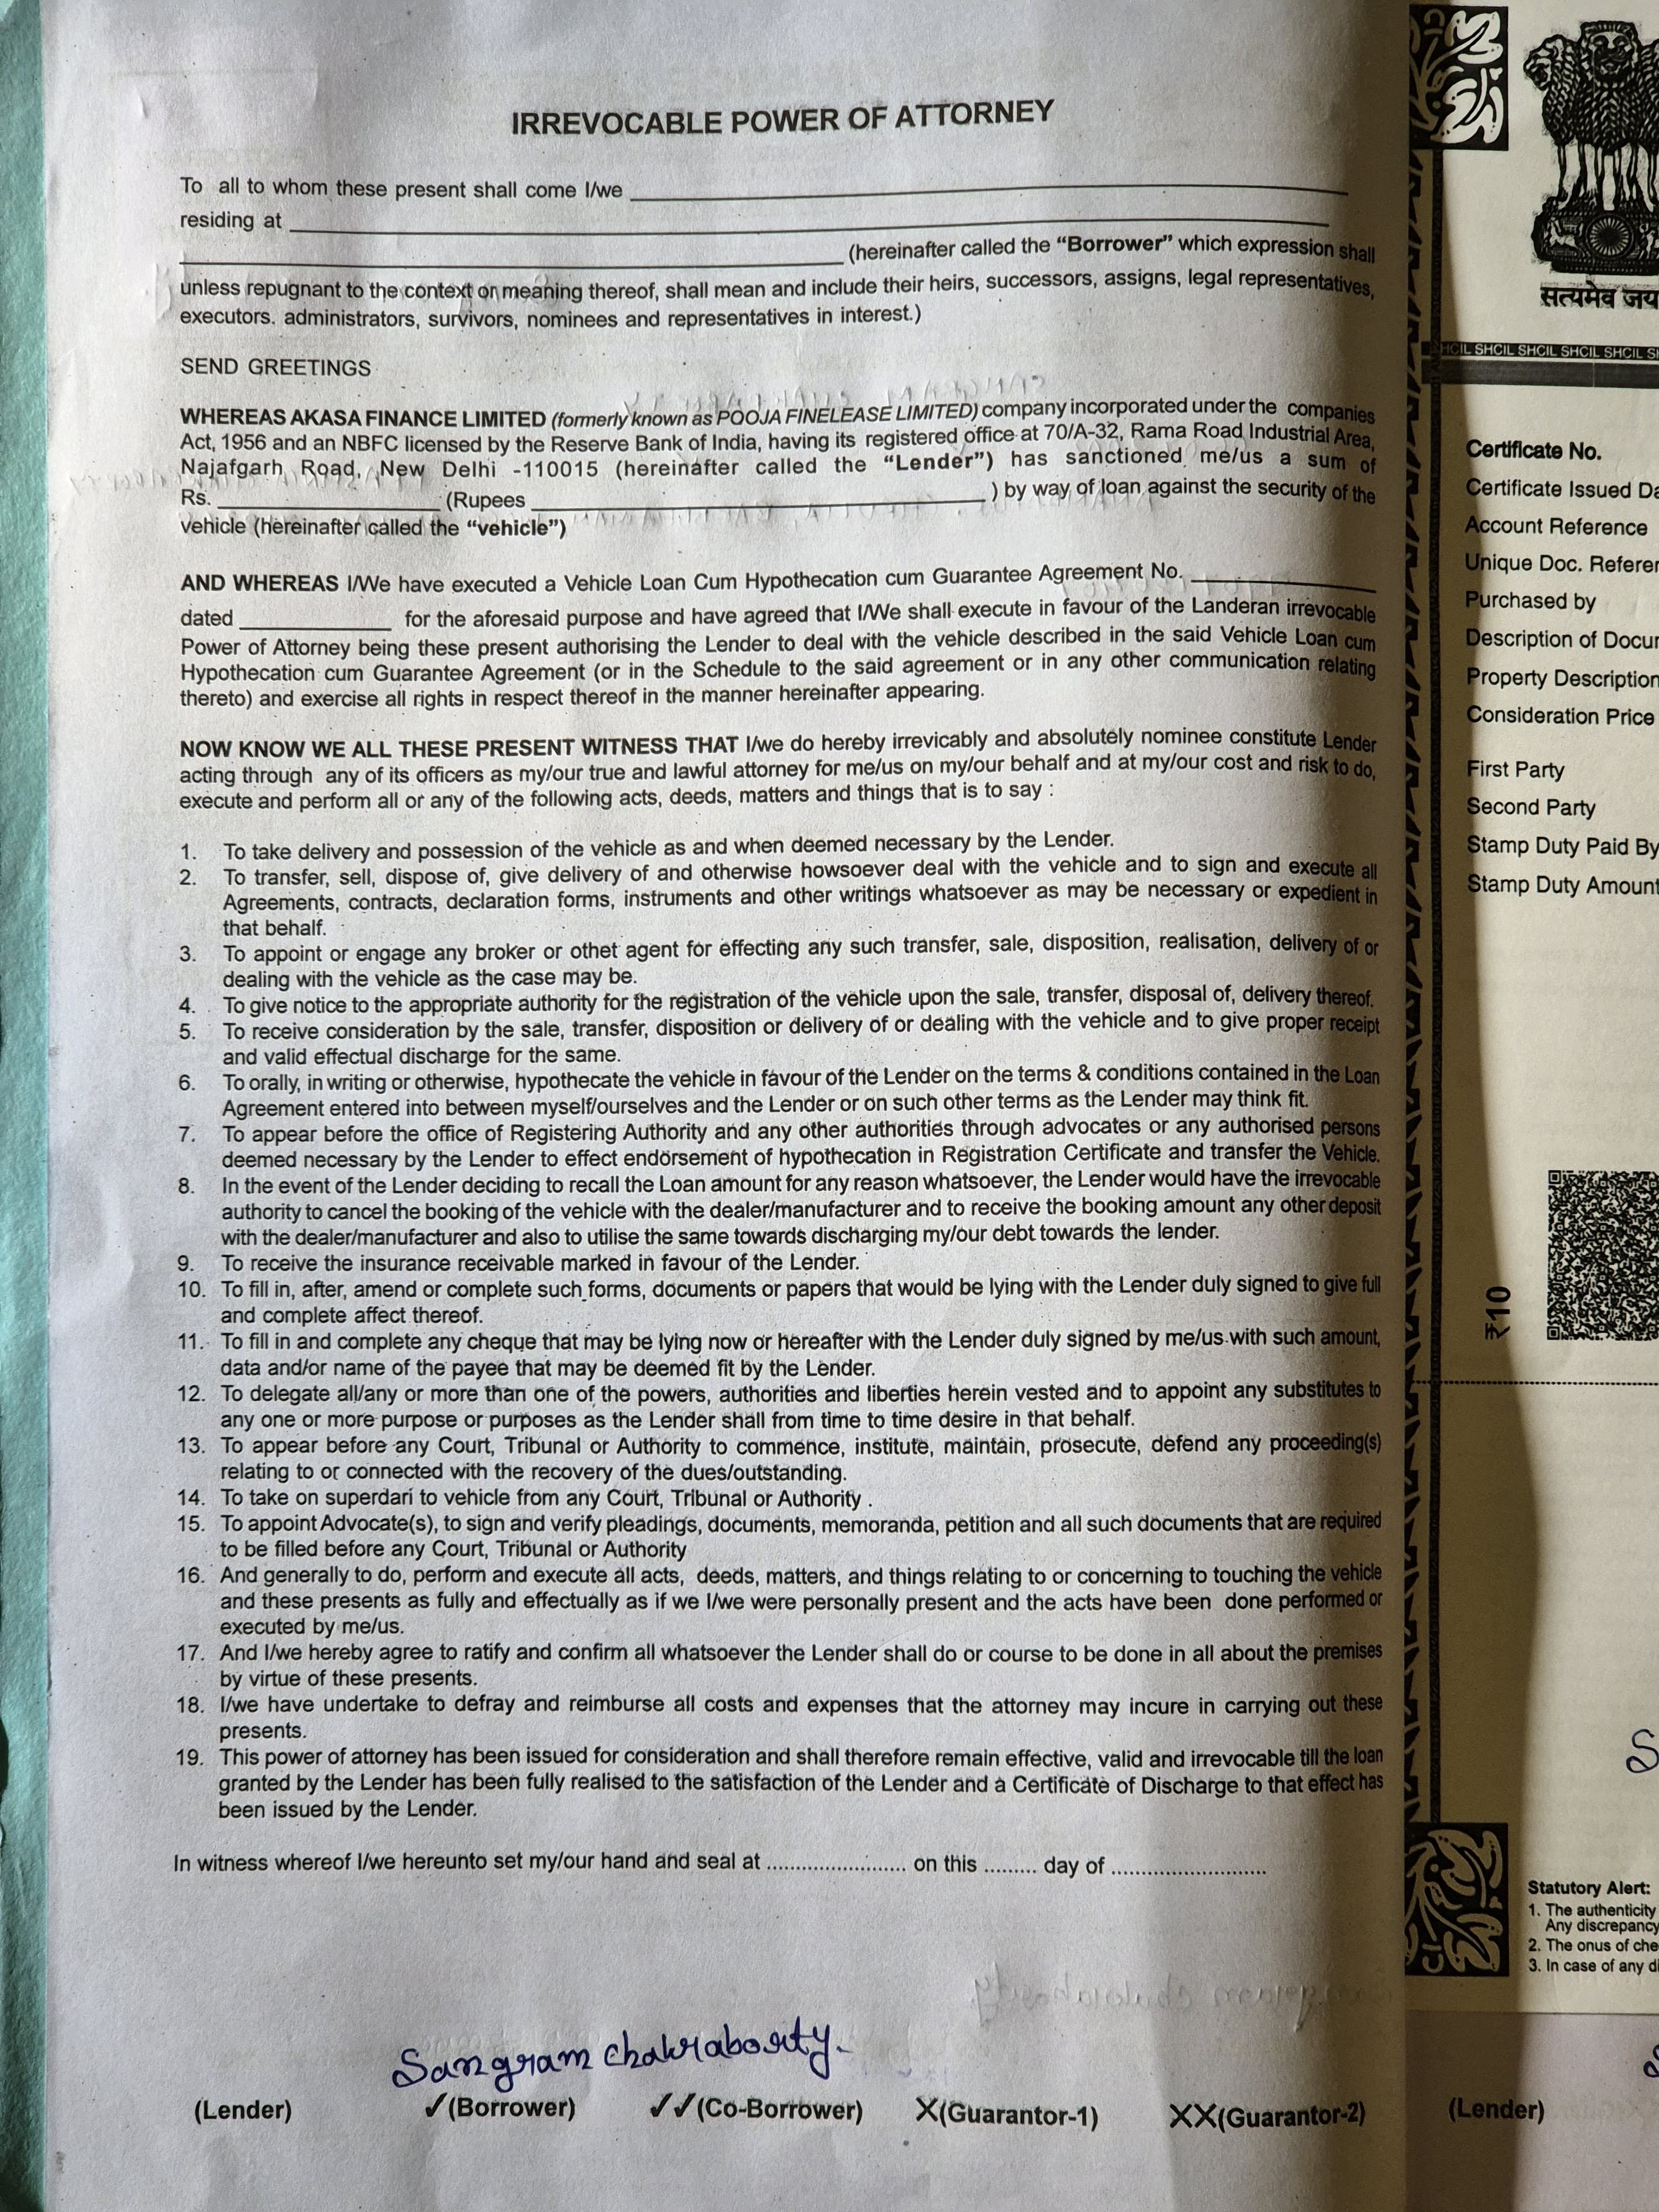 IRREVOCABLE POWER OF ATTORNEY
To all to whom these present shall come I/we
residing at
(hereinafter called the “Borrower” which expression shall
unless repugnant to the context or meaning thereof, shall mean and include their heirs, successors, assigns, legal representatives,
executors. administrators, survivors, nominees and representatives in interest.)
SEND GREETINGS
WHEREAS AKASA FINANCE LIMITED (formerly known as POOJA FINELEASE LIMITED) company incorporated under the companies
Act, 1956 and an NBFC licensed by the Reserve Bank of India, having its registered office at 70/A-32, Rama Road Industrial Area,
Najafgarh Road, New Delhi -110015 (hereinafter called the “Lender”) has sanctioned me/us a sum of
Rs. (Rupees ) by way of loan against the security of the
vehicle (hereinafter called the “vehicle”)
AND WHEREAS I/We have executed a Vehicle Loan Cum Hypothecation cum Guarantee Agreement No.
dated for the aforesaid purpose and have agreed that I/We shall execute in favour of the Landeran irrevocable
Power of Attorney being these present authorising the Lender to deal with the vehicle described in the said Vehicle Loan cum
Hypothecation cum Guarantee Agreement (or in the Schedule to the said agreement or in any other communication relating
thereto) and exercise all rights in respect thereof in the manner hereinafter appearing.
NOW KNOW WE ALL THESE PRESENT WITNESS THAT I/we do hereby irrevicably and absolutely nominee constitute Lender
acting through any of its officers as my/our true and lawful attorney for me/us on my/our behalf and at my/our cost and risk to do,
execute and perform all or any of the following acts, deeds, matters and things that is to say :
1. To take delivery and possession of the vehicle as and when deemed necessary by the Lender.
2. To transfer, sell, dispose of, give delivery of and otherwise howsoever deal with the vehicle and to sign and execute all
Agreements, contracts, declaration forms, instruments and other writings whatsoever as may be necessary or expedient in
that behalf.
3. To appoint or engage any broker or othet agent for effecting any such transfer, sale, disposition, realisation, delivery of or
dealing with the vehicle as the case may be.
4. To give notice to the appropriate authority for the registration of the vehicle upon the sale, transfer, disposal of, delivery thereof.
5. To receive consideration by the sale, transfer, disposition or delivery of or dealing with the vehicle and to give proper receipt
and valid effectual discharge for the same.
6. To orally, in writing or otherwise, hypothecate the vehicle in favour of the Lender on the terms & conditions contained in the Loan
Agreement entered into between myself/ourselves and the Lender or on such other terms as the Lender may think fit.
7. To appear before the office of Registering Authority and any other authorities through advocates or any authorised persons
deemed necessary by the Lender to effect endorsement of hypothecation in Registration Certificate and transfer the Vehicle.
8. In the event of the Lender deciding to recall the Loan amount for any reason whatsoever, the Lender would have the irrevocable
authority to cancel the booking of the vehicle with the dealer/manufacturer and to receive the booking amount any other deposit
with the dealer/manufacturer and also to utilise the same towards discharging my/our debt towards the lender.
9. To receive the insurance receivable marked in favour of the Lender.
10. To fill in, after, amend or complete such forms, documents or papers that would be lying with the Lender duly signed to give full
and complete affect thereof.
11. To fill in and complete any cheque that may be lying now or hereafter with the Lender duly signed by me/us with such amount,
data and/or name of the payee that may be deemed fit by the Lender.
12. To delegate all/any or more than one of the powers, authorities and liberties herein vested and to appoint any substitutes to
any one or more purpose or purposes as the Lender shall from time to time desire in that behalf.
13. To appear before any Court, Tribunal or Authority to commence, institute, maintain, prosecute, defend any proceeding(s)
relating to or connected with the recovery of the dues/outstanding.
14. To take on superdari to vehicle from any Court, Tribunal or Authority .
15. To appoint Advocate(s), to sign and verify pleadings, documents, memoranda, petition and all such documents that are required
to be filled before any Court, Tribunal or Authority
16. And generally to do, perform and execute all acts, deeds, matters, and things relating to or concerning to touching the vehicle
and these presents as fully and effectually as if we I/we were personally present and the acts have been done performed or
executed by me/us.
17. And I/we hereby agree to ratify and confirm all whatsoever the Lender shall do or course to be done in all about the premises
by virtue of these presents.
18. I/we have undertake to defray and reimburse all costs and expenses that the attorney may incure in carrying out these
presents.
19. This power of attorney has been issued for consideration and shall therefore remain effective, valid and irrevocable till the loan
granted by the Lender has been fully realised to the satisfaction of the Lender and a Certificate of Discharge to that effect has
been issued by the Lender.
In witness whereof I/we hereunto set my/our hand and seal at ........................ on this ......... day of ...........................
Sangram Chakraborty.
(Lender) ✓(Borrower) ✓✓(Co-Borrower) X(Guarantor-1) XX(Guarantor-2)
सत्यमेव जय
SHCIL SHCIL SHCIL SHCIL
Certificate No.
Certificate Issued Da
Account Reference
Unique Doc. Referen
Purchased by
Description of Docum
Property Description
Consideration Price
First Party
Second Party
Stamp Duty Paid By
Stamp Duty Amount
₹10
Statutory Alert:
1. The authenticity
Any discrepancy
2. The onus of che
3. In case of any di
(Lender)